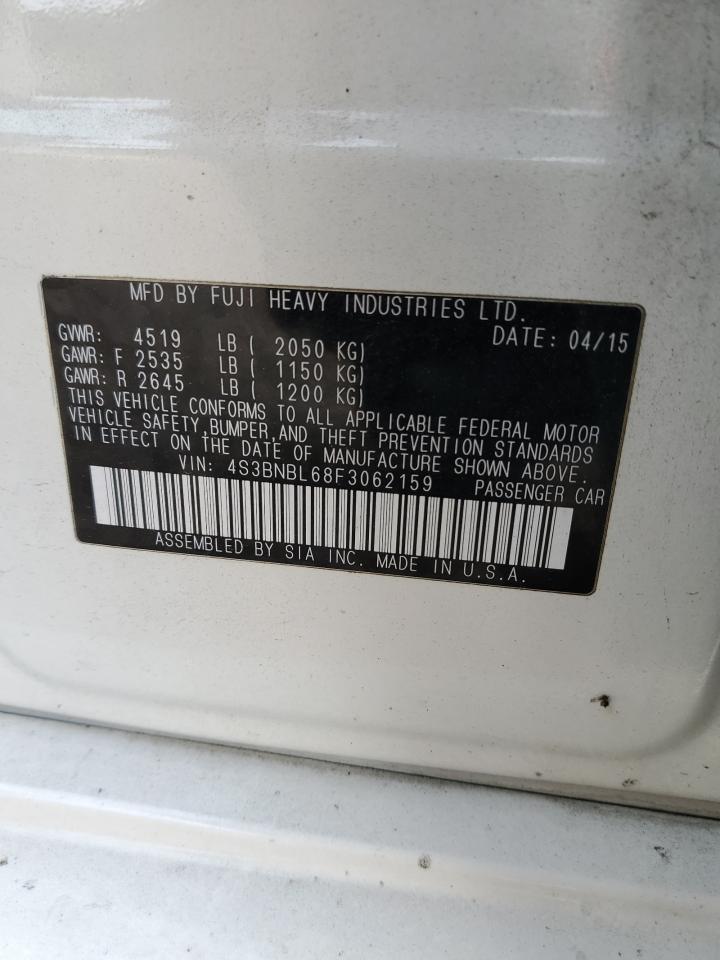 MFD BY FUJI HEAVY INDUSTRIES LTD.
GVWR: 4519 LB ( 2050 KG) DATE: 04/15
GAWR: F 2535 LB ( 1150 KG)
GAWR: R 2645 LB ( 1200 KG)
THIS VEHICLE CONFORMS TO ALL APPLICABLE FEDERAL MOTOR
VEHICLE SAFETY,BUMPER,AND THEFT PREVENTION STANDARDS
IN EFFECT ON THE DATE OF MANUFACTURE SHOWN ABOVE.
VIN: 4S3BNBL68F3062159 PASSENGER CAR
ASSEMBLED BY SIA INC. MADE IN U.S.A.